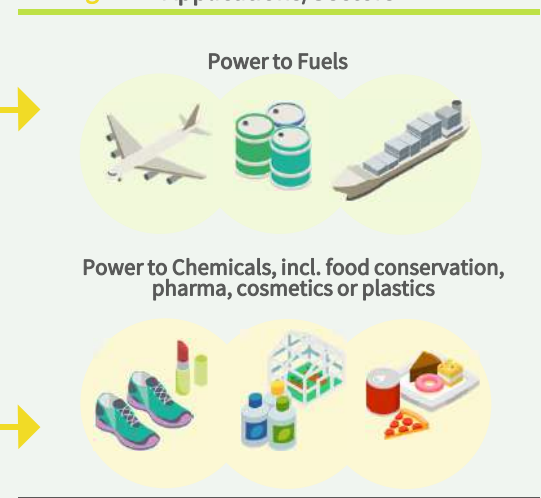 Power to Fuels
Power to Chemicals, incl. food conservation,
pharma, cosmetics or plastics